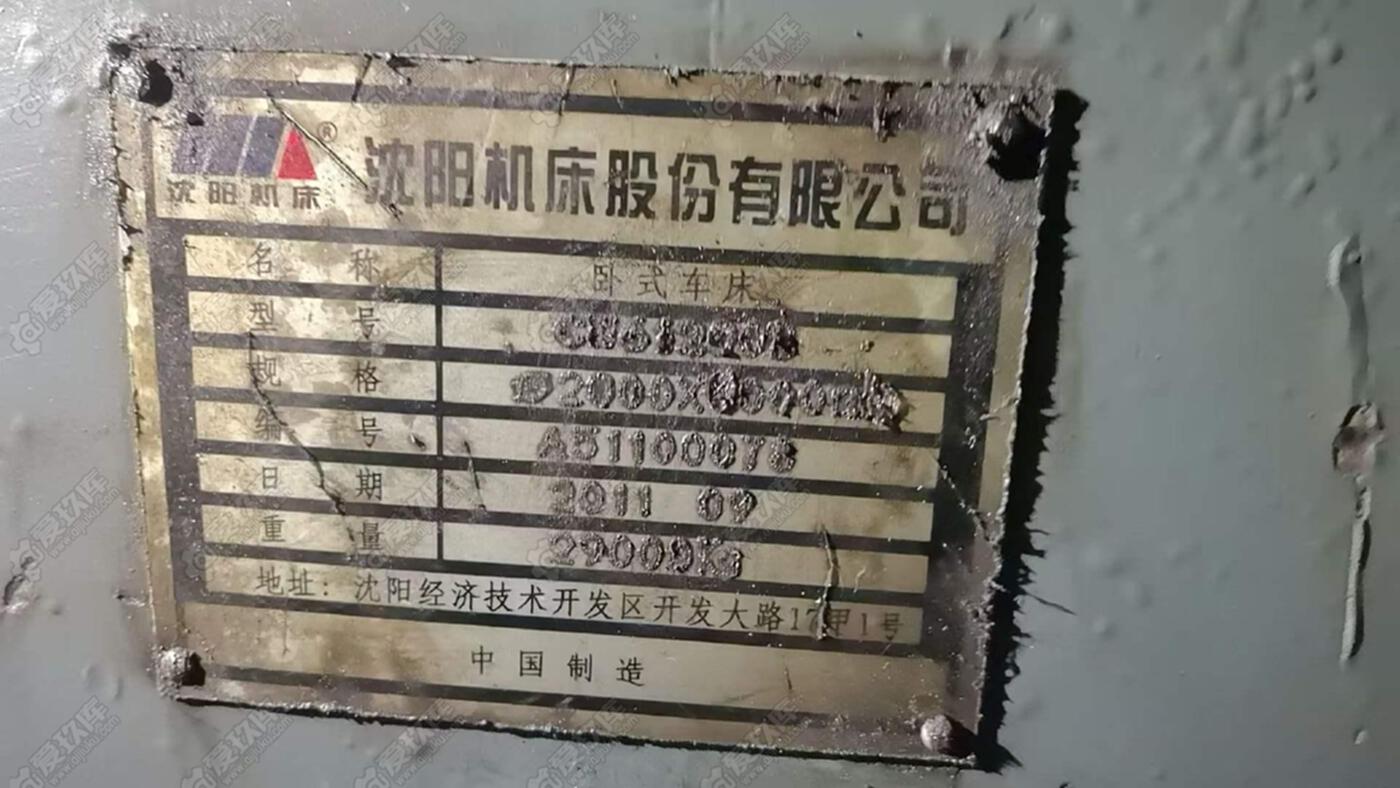 沈阳机床 ® 沈阳机床股份有限公司
名称 卧式车床
型号
规格
编号 A51100078
日期 2011 09
重量 29000Kg
地址：沈阳经济技术开发区开发大路17甲1号
中国制造